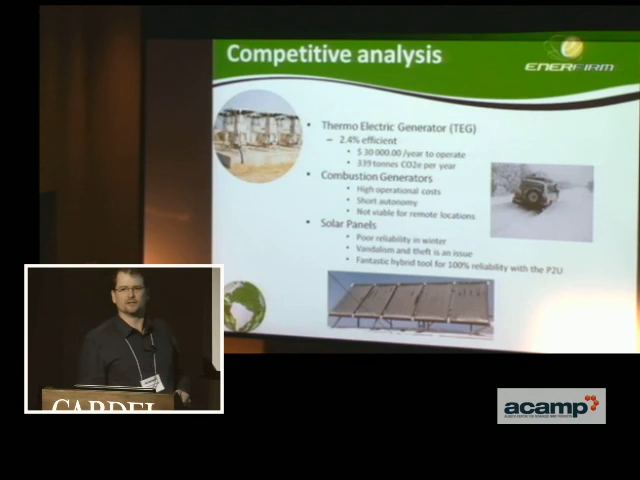 Competitive analysis
ENERFIRM
• Thermo Electric Generator (TEG)
– 2.4% efficient
• $ 30 000.00 /year to operate
• 339 tonnes CO2e per year
• Combustion Generators
• High operational costs
• Short autonomy
• Not viable for remote locations
• Solar Panels
• Poor reliability in winter
• Vandalism and theft is an issue
• Fantastic hybrid tool for 100% reliability with the P2U
CARDEL
acamp